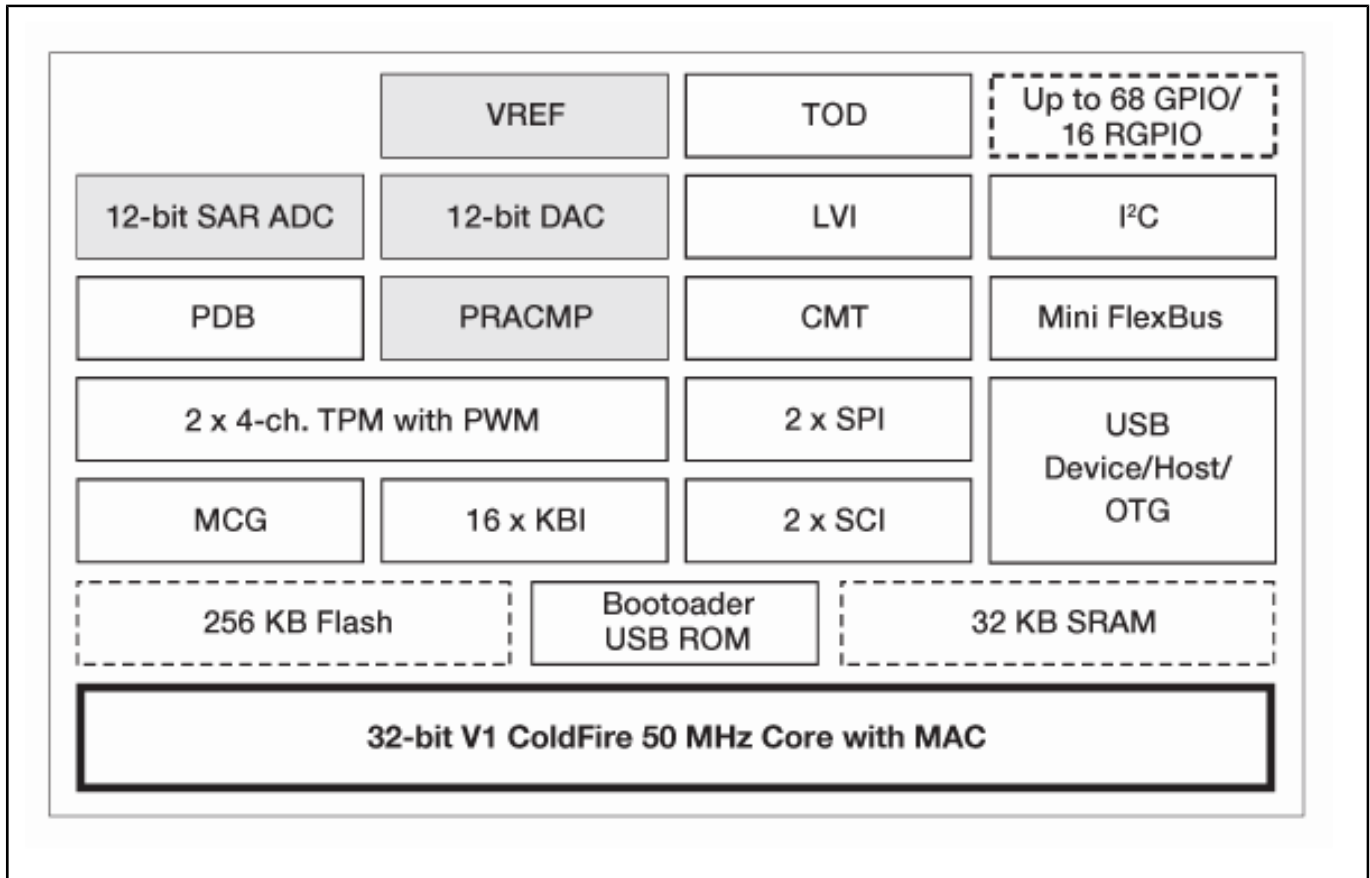 VREF
TOD
Up to 68 GPIO/
16 RGPIO
12-bit SAR ADC
12-bit DAC
LVI
I²C
PDB
PRACMP
CMT
Mini FlexBus
2 x 4-ch. TPM with PWM
2 x SPI
USB
Device/Host/
OTG
MCG
16 x KBI
2 x SCI
256 KB Flash
Bootoader
USB ROM
32 KB SRAM
32-bit V1 ColdFire 50 MHz Core with MAC